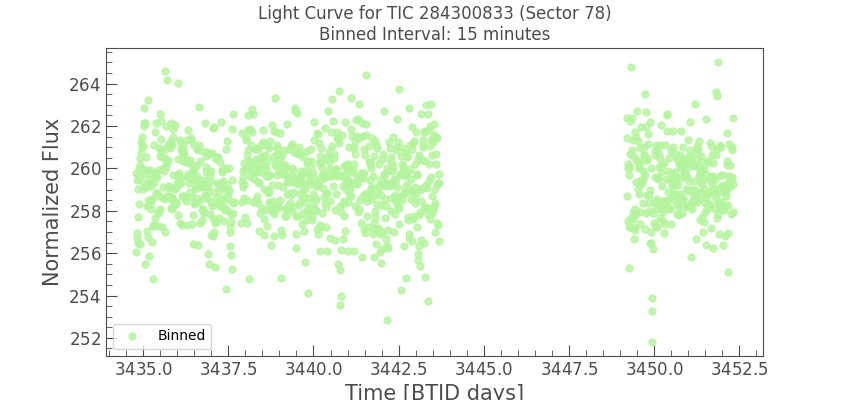 Light Curve for TIC 284300833 (Sector 78)
Binned Interval: 15 minutes
Normalized Flux
264
262
260
258
256
254
252
Binned
3435.0 3437.5 3440.0 3442.5 3445.0 3447.5 3450.0 3452.5
Time [BTJD days]